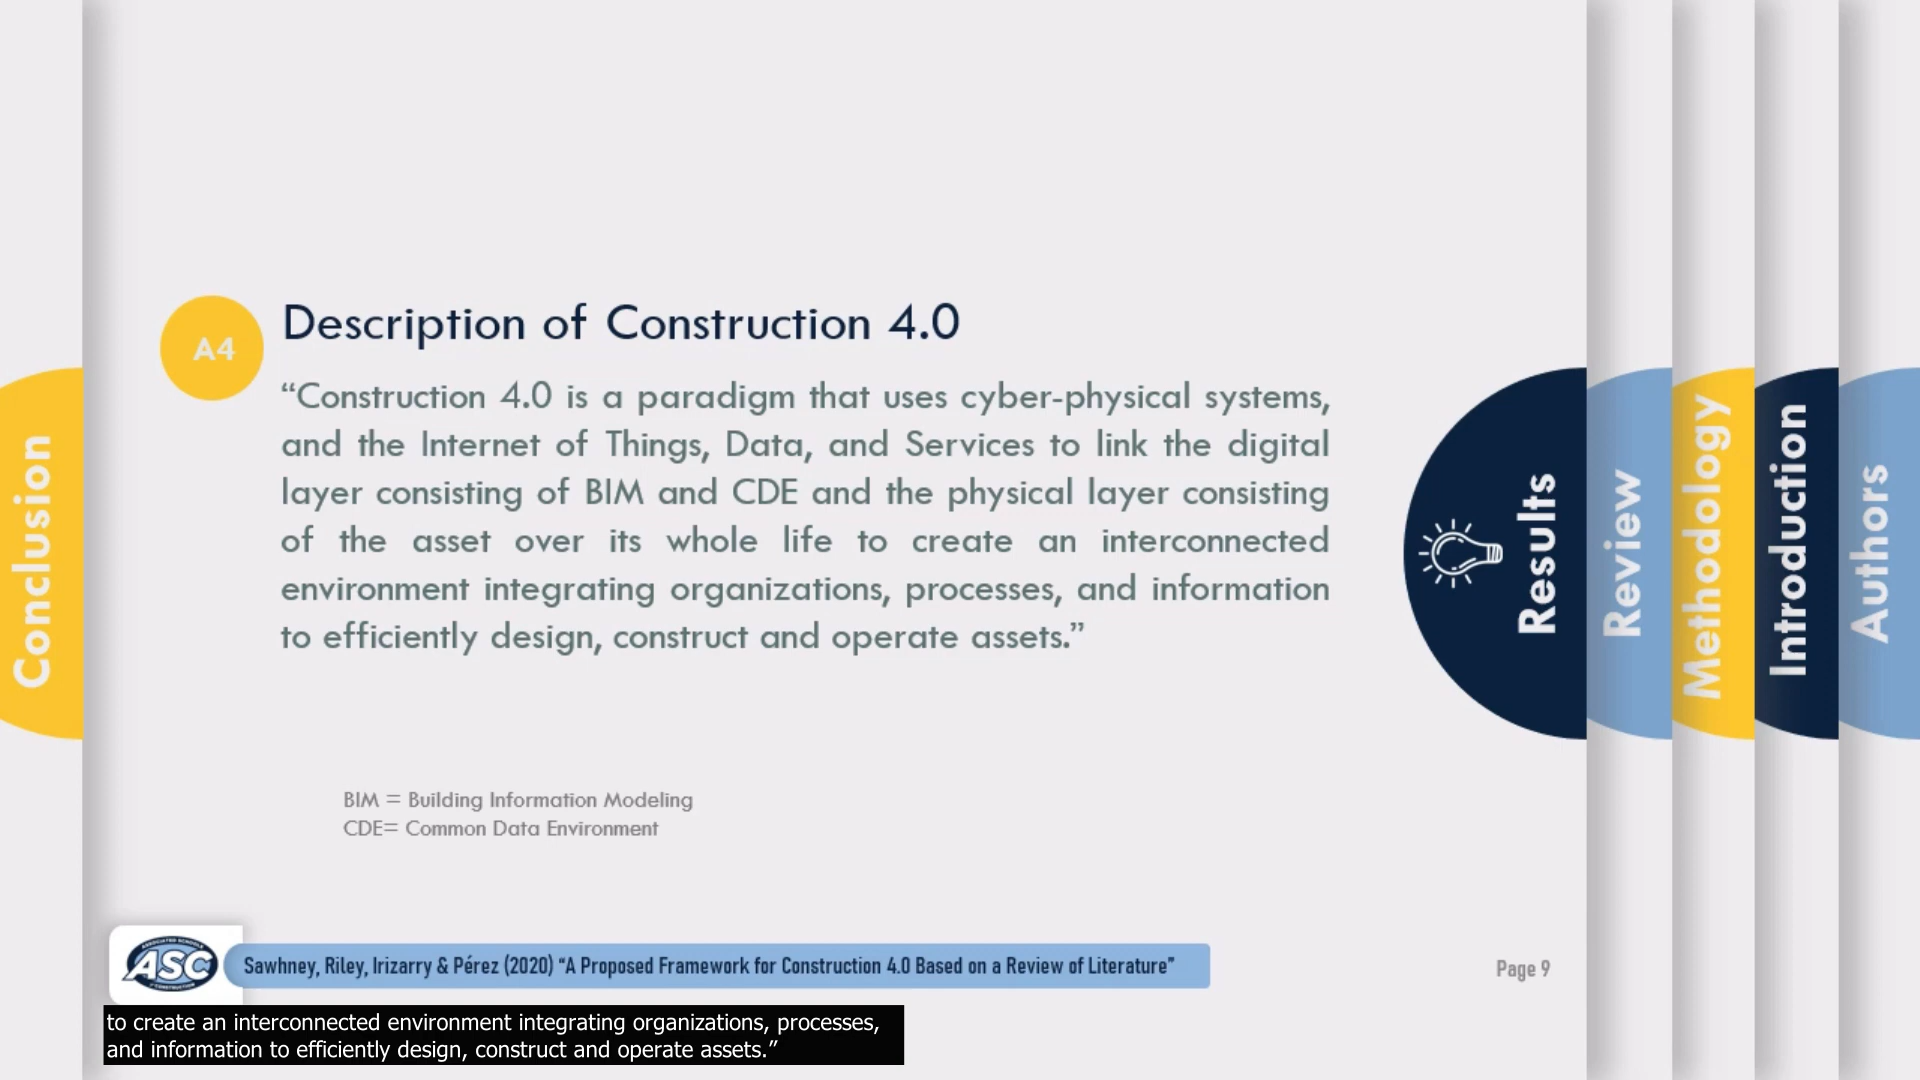 Conclusion
A4
Description of Construction 4.0
“Construction 4.0 is a paradigm that uses cyber-physical systems,
and the Internet of Things, Data, and Services to link the digital
layer consisting of BIM and CDE and the physical layer consisting
of the asset over its whole life to create an interconnected
environment integrating organizations, processes, and information
to efficiently design, construct and operate assets.”
BIM = Building Information Modeling
CDE= Common Data Environment
Results
Review
Methodology
Introduction
Authors
ASSOCIATED SCHOOLS
ASC
Sawhney, Riley, Irizarry & Pérez (2020) “A Proposed Framework for Construction 4.0 Based on a Review of Literature”
Page 9
to create an interconnected environment integrating organizations, processes,
and information to efficiently design, construct and operate assets.”